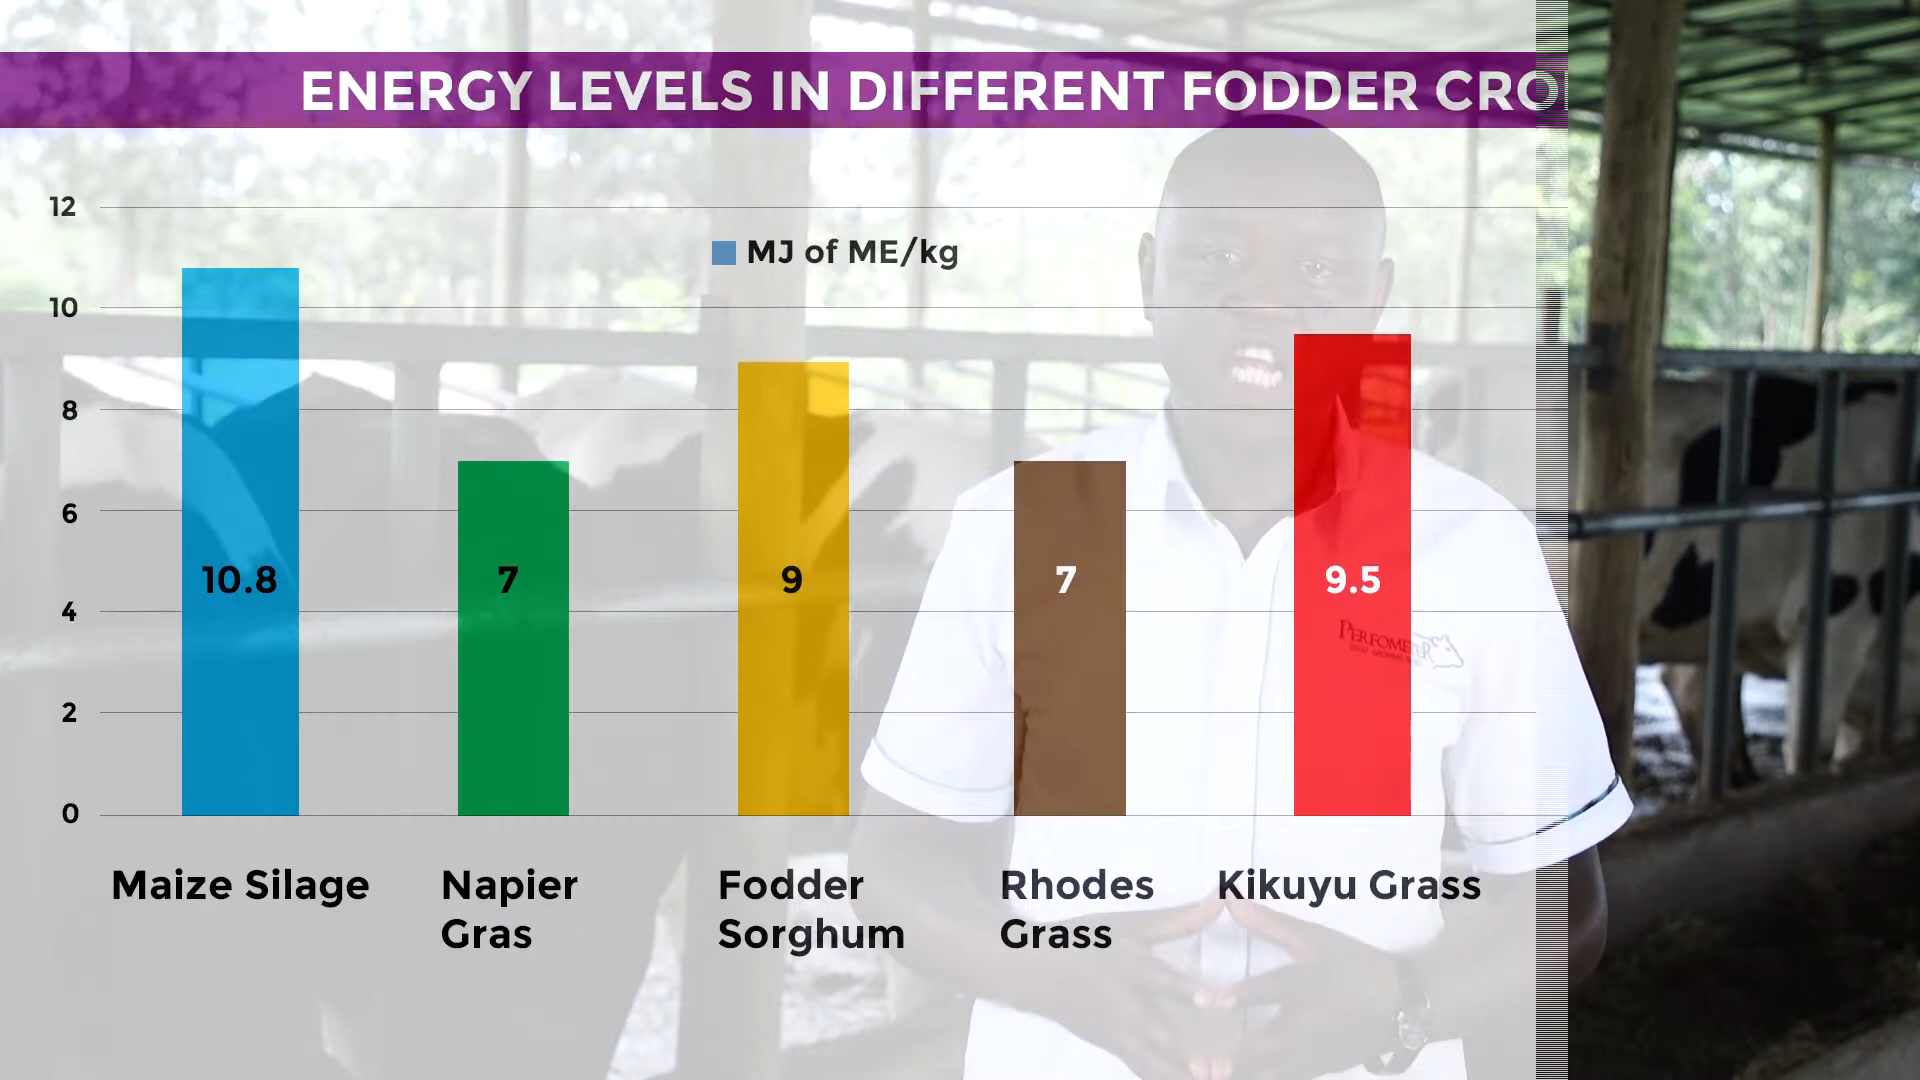 ENERGY LEVELS IN DIFFERENT FODDER CRO
12
MJ of ME/kg
10
8
6
10.8
7
9
7
9.5
4
PERFOMETER
2
0
Maize Silage
Napier
Gras
Fodder
Sorghum
Rhodes
Grass
Kikuyu Grass